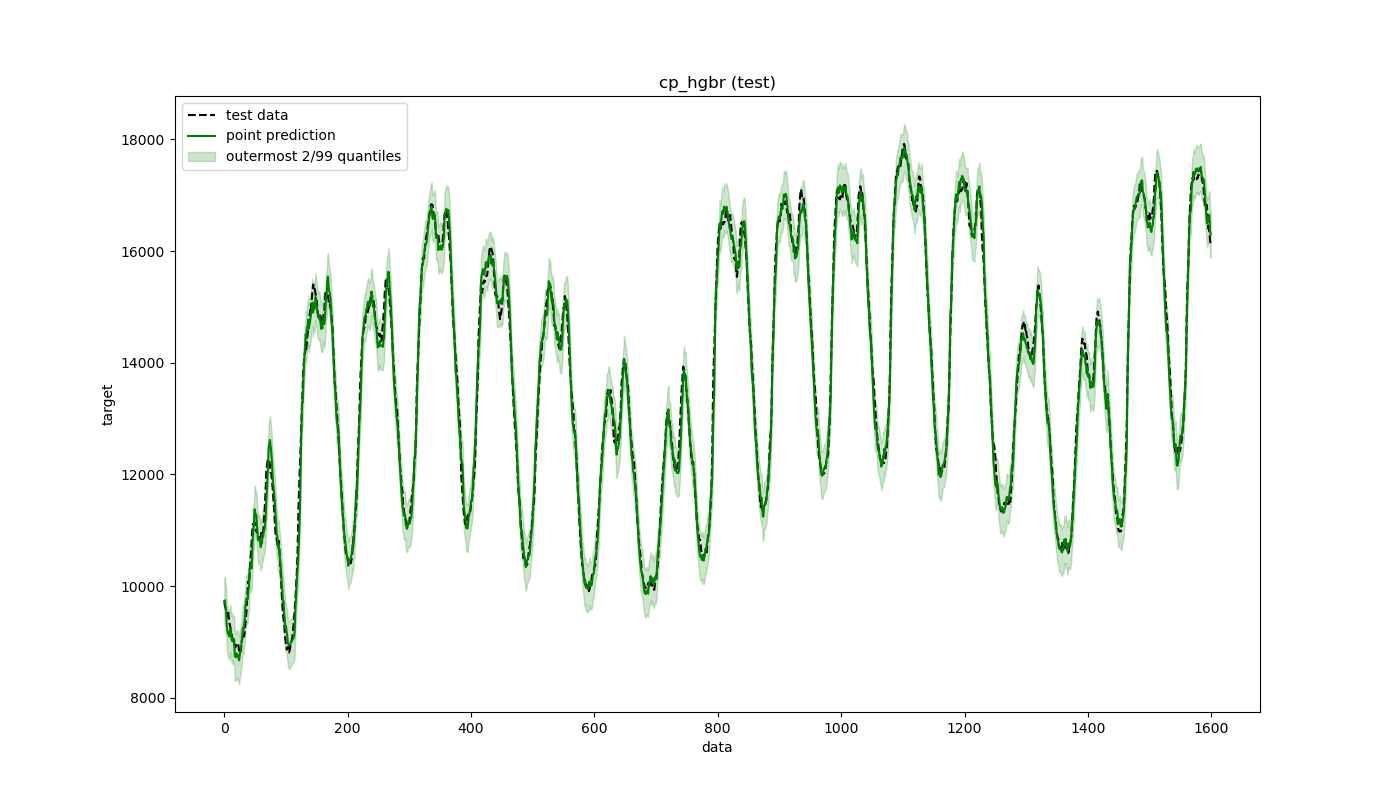 cp_hgbr (test)
test data
point prediction
outermost 2/99 quantiles
18000
16000
14000
12000
10000
8000
target
0 200 400 600 800 1000 1200 1400 1600
data